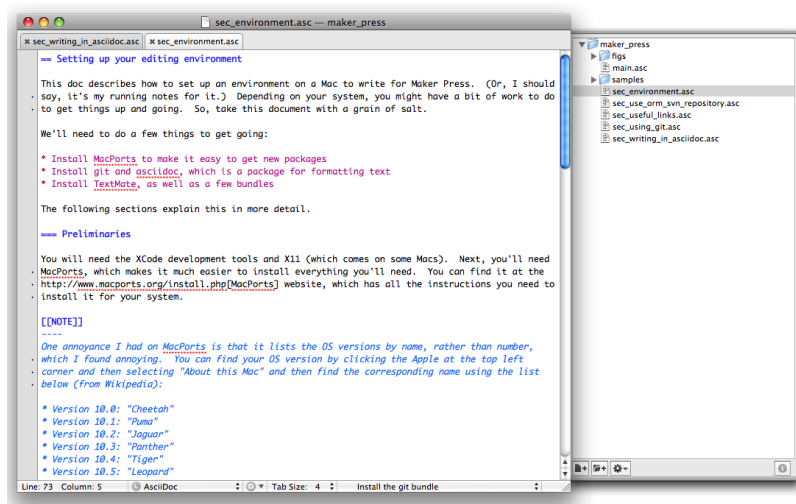 sec_environment.asc — maker_press
sec_writing_in_asciidoc.asc sec_environment.asc
== Setting up your editing environment
This doc describes how to set up an environment on a Mac to write for Maker Press.  (Or, I should
say, it's my running notes for it.)  Depending on your system, you might have a bit of work to do
to get things up and going.  So, take this document with a grain of salt.
We'll need to do a few things to get going:
* Install MacPorts to make it easy to get new packages
* Install git and asciidoc, which is a package for formatting text
* Install TextMate, as well as a few bundles
The following sections explain this in more detail.
=== Preliminaries
You will need the XCode development tools and X11 (which comes on some Macs).  Next, you'll need
MacPorts, which makes it much easier to install everything you'll need.  You can find it at the
http://www.macports.org/install.php[MacPorts] website, which has all the instructions you need to
install it for your system.
[[NOTE]]
----
One annoyance I had on MacPorts is that it lists the OS versions by name, rather than number,
which I found annoying.  You can find your OS version by clicking the Apple at the top left
corner and then selecting "About this Mac" and then find the corresponding name using the list
below (from Wikipedia):
* Version 10.0: "Cheetah"
* Version 10.1: "Puma"
* Version 10.2: "Jaguar"
* Version 10.3: "Panther"
* Version 10.4: "Tiger"
* Version 10.5: "Leopard"
Line: 73 Column: 5 AsciiDoc Tab Size: 4 Install the git bundle
maker_press
figs
main.asc
samples
sec_environment.asc
sec_use_orm_svn_repository.asc
sec_useful_links.asc
sec_using_git.asc
sec_writing_in_asciidoc.asc